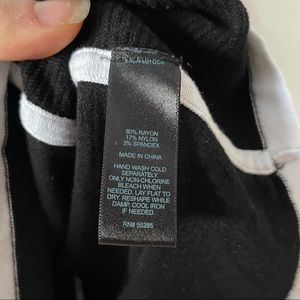 80% RAYON
17% NYLON
3% SPANDEX
MADE IN CHINA
HAND WASH COLD
SEPARATELY
ONLY NON-CHLORINE
BLEACH WHEN
NEEDED. LAY FLAT TO
DRY. RESHAPE WHILE
DAMP. COOL IRON
IF NEEDED.
RN# 55285